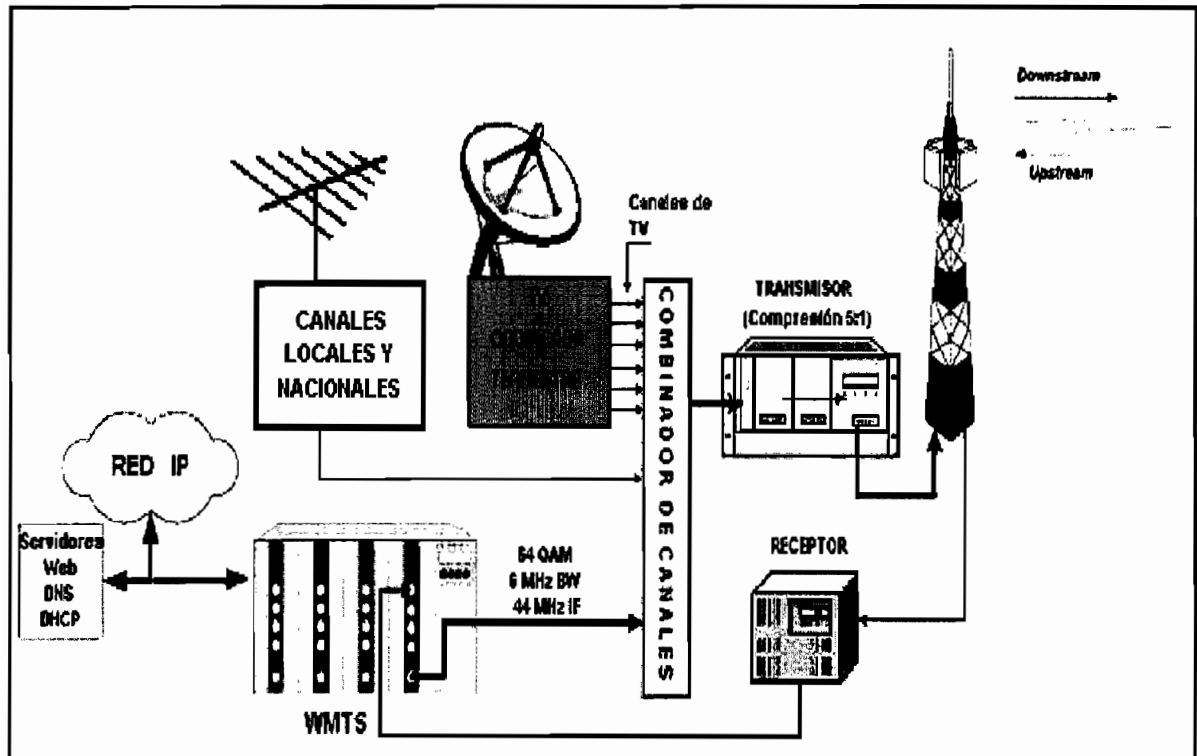 Downstream
Upstream
Canales de
TV
CANALES
LOCALES Y
NACIONALES
COMBINADOR DE CANALES
TRANSMISOR
(Compresión 5:1)
RED IP
Servidores
Web
DNS
DHCP
64 QAM
6 MHz BW
44 MHz IF
RECEPTOR
WMTS